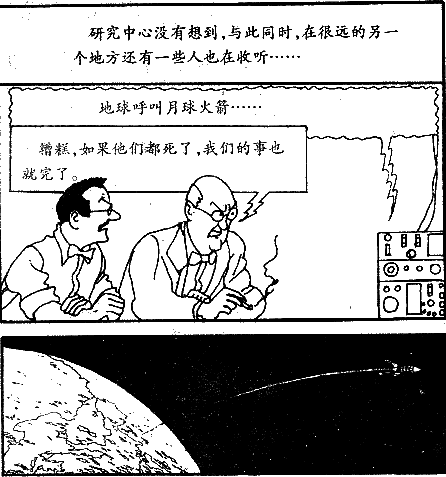 研究中心没有想到,与此同时,在很远的另一
个地方还有一些人也在收听……
地球呼叫月球火箭……
糟糕,如果他们都死了,我们的事也
就完了。